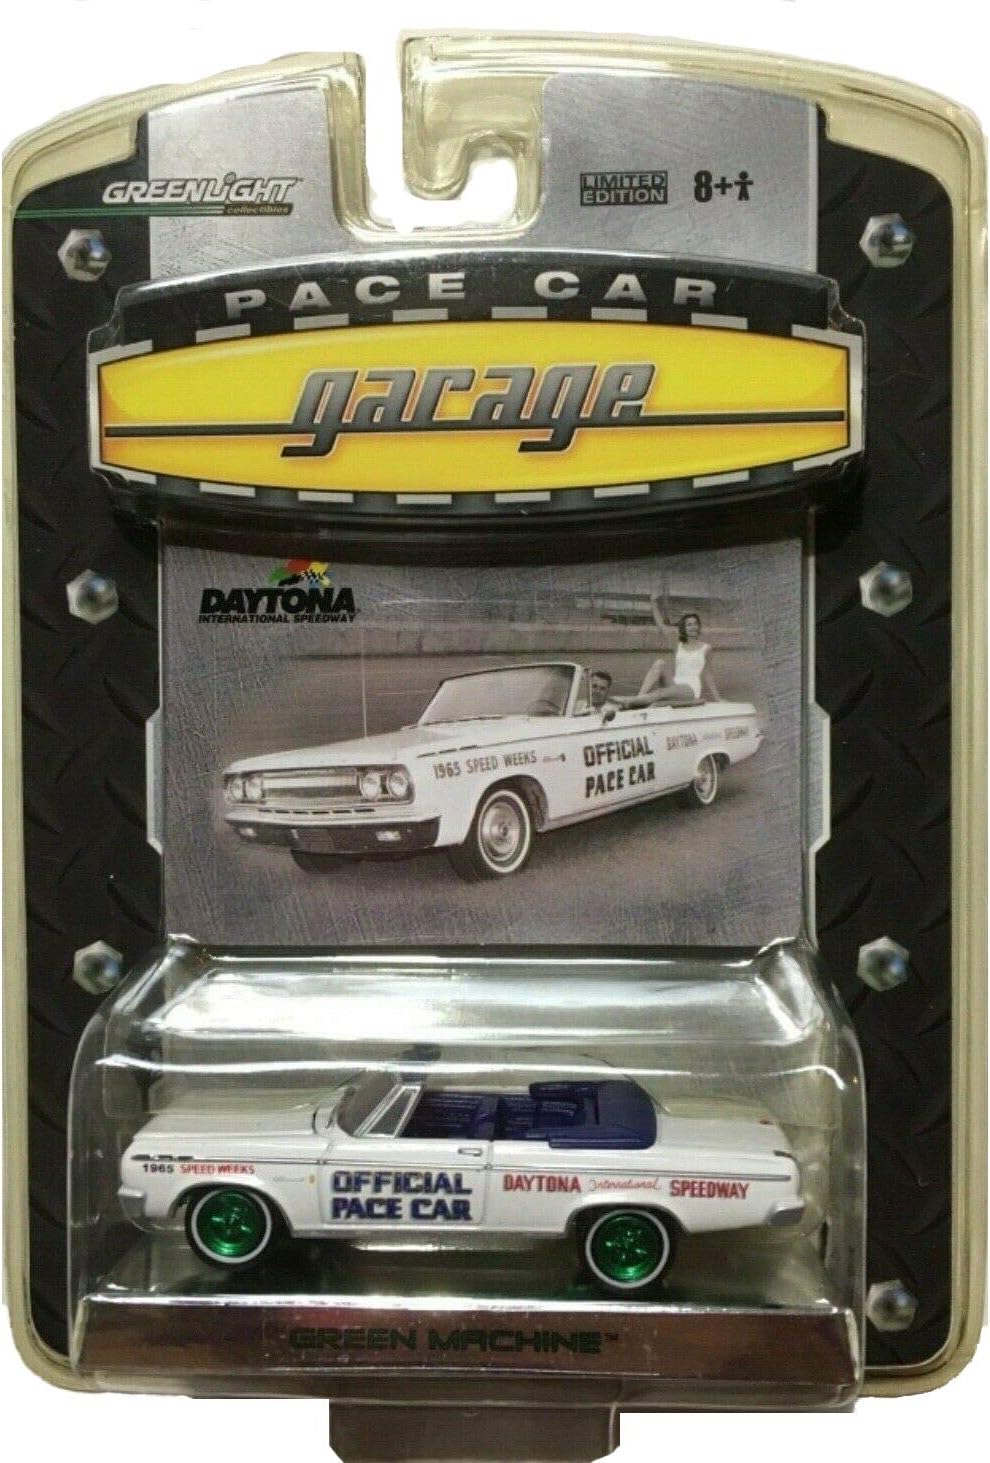 GREENLiGHT
collectibles
LIMITED
EDITION
8+
PACE CAR
garage
DAYTONA
INTERNATIONAL SPEEDWAY
1965 SPEED WEEKS
OFFICIAL
PACE CAR
DAYTONA SPEEDWAY
1965 SPEED WEEKS
OFFICIAL
PACE CAR
DAYTONA International SPEEDWAY
GREEN MACHINE™